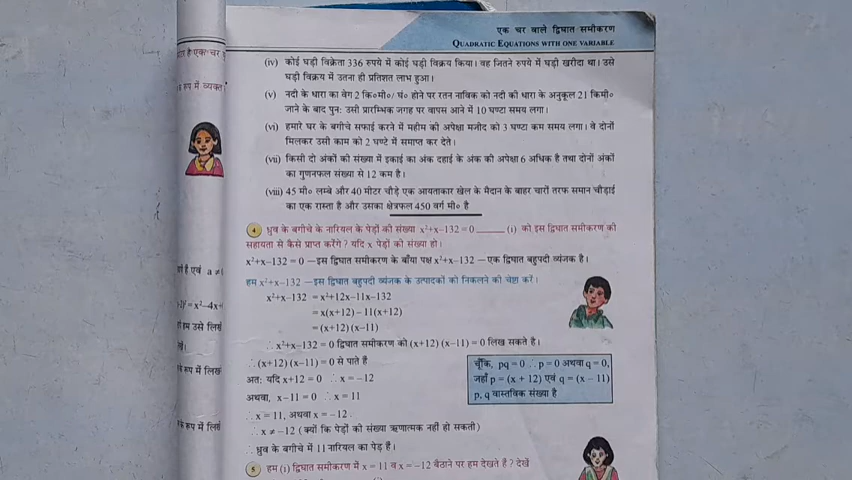 एक चर वाले द्विघात समीकरण
QUADRATIC EQUATIONS WITH ONE VARIABLE
(iv) कोई घड़ी विक्रेता 336 रुपये में कोई घड़ी विक्रय किया। वह जितने रुपये में घड़ी खरीदा था। उसे
घड़ी विक्रय में उतना ही प्रतिशत लाभ हुआ।
(v) नदी के धारा का वेग 2 कि०मी०/ घं० होने पर रतन नाविक को नदी की धारा के अनुकूल 21 किमी०
जाने के बाद पुनः उसी प्रारम्भिक जगह पर वापस आने में 10 घण्टा समय लगा।
(vi) हमारे घर के बगीचे सफाई करने में महीम की अपेक्षा मजीद को 3 घण्टा कम समय लगा। वे दोनों
मिलकर उसी काम को 2 घण्टे में समाप्त कर देते।
(vii) किसी दो अंकों की संख्या में इकाई का अंक दहाई के अंक की अपेक्षा 6 अधिक है तथा दोनों अंकों
का गुणनफल संख्या से 12 कम है।
(viii) 45 मी० लम्बे और 40 मीटर चौड़े एक आयताकार खेल के मैदान के बाहर चारों तरफ समान चौड़ाई
का एक रास्ता है और उसका क्षेत्रफल 450 वर्ग मी० है
4 ध्रुव के बगीचे के नारियल के पेड़ों की संख्या x²+x−132 = 0 ______ (i) को इस द्विघात समीकरण की
सहायता से कैसे प्राप्त करेंगे? यदि x पेड़ों की संख्या हो।
x²+x−132 = 0 —इस द्विघात समीकरण के बाँया पक्ष x²+x−132 — एक द्विघात बहुपदी व्यंजक है।
हम x²+x−132 —इस द्विघात बहुपदी व्यंजक के उत्पादकों को निकलने की चेष्टा करें।
x²+x−132 = x²+12x−11x−132
= x(x+12) − 11(x+12)
= (x+12) (x−11)
∴ x²+x−132 = 0 द्विघात समीकरण को (x+12) (x−11) = 0 लिख सकते है।
∴ (x+12) (x−11) = 0 से पाते हैं
अतः यदि x+12 = 0 ∴ x = −12
अथवा, x−11 = 0 ∴ x = 11
∴ x = 11, अथवा x = −12 .
∴ x ≠ −12 ( क्यों कि पेड़ों की संख्या ऋणात्मक नहीं हो सकती)
∴ ध्रुव के बगीचे में 11 नारियल का पेड़ हैं।
चूँकि, pq = 0 ∴ p = 0 अथवा q = 0,
जहाँ p = (x + 12) एवं q = (x − 11)
p, q वास्तविक संख्या है
5 हम (i) द्विघात समीकरण में x = 11 व x = −12 बैठाने पर हम देखते हैं ? देखें